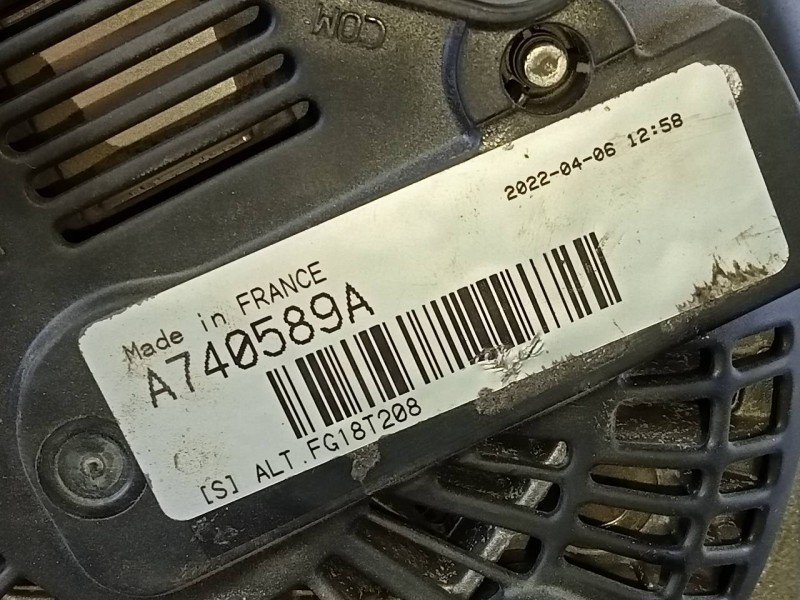 COM
2022-04-06 12:58
Made in FRANCE
A740589A
[S] ALT.FG18T208